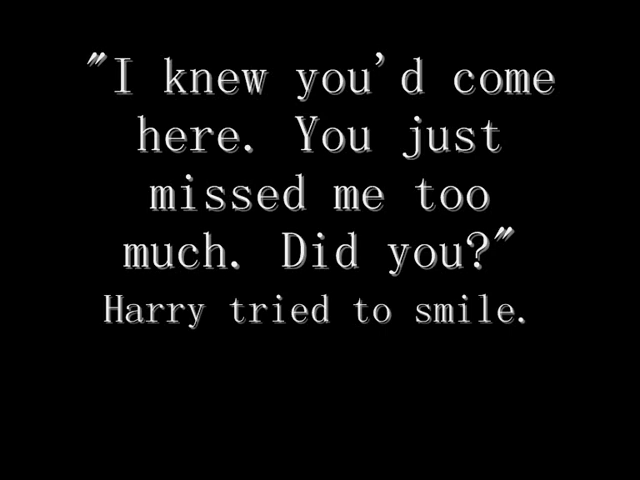 "I knew you'd come
here. You just
missed me too
much. Did you?"
Harry tried to smile.